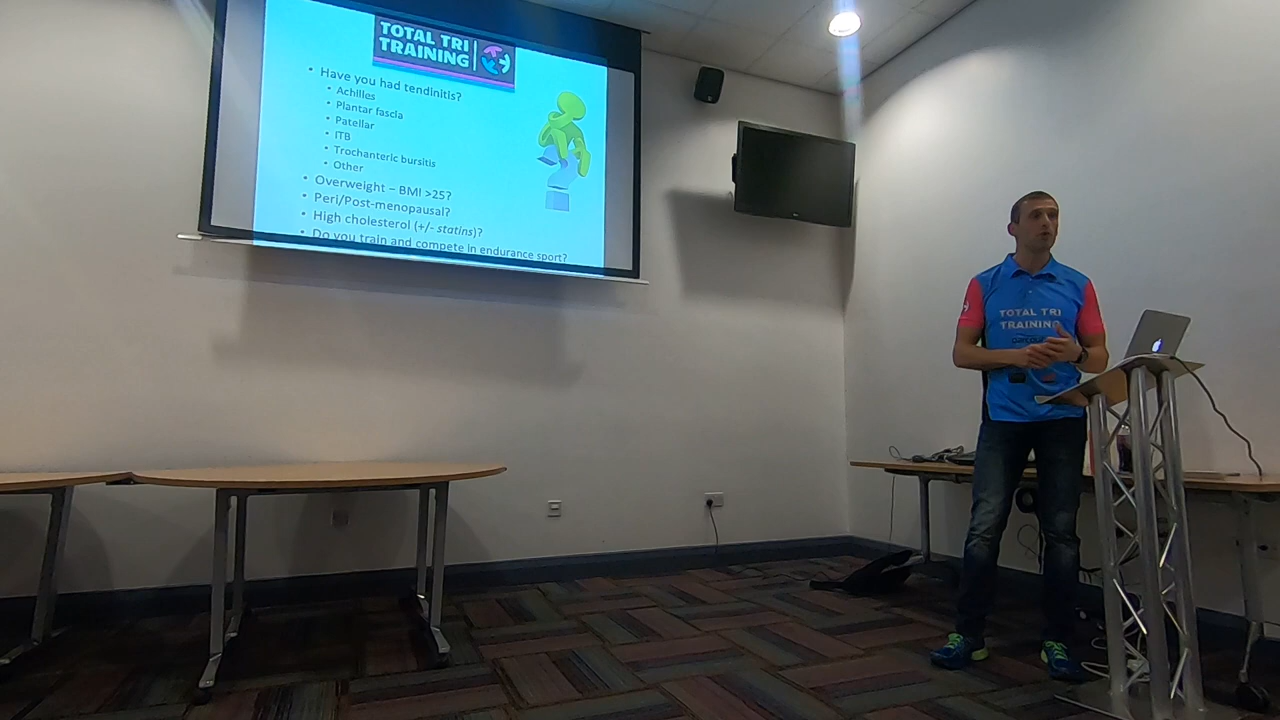 TOTAL TRI
TRAINING
• Have you had tendinitis?
• Achilles
• Plantar fascia
• Patellar
• ITB
• Trochanteric bursitis
• Other
• Overweight – BMI >25?
• Peri/Post-menopausal?
• High cholesterol (+/- statins)?
• Do you train and compete in endurance sport?
TOTAL TRI
TRAINING